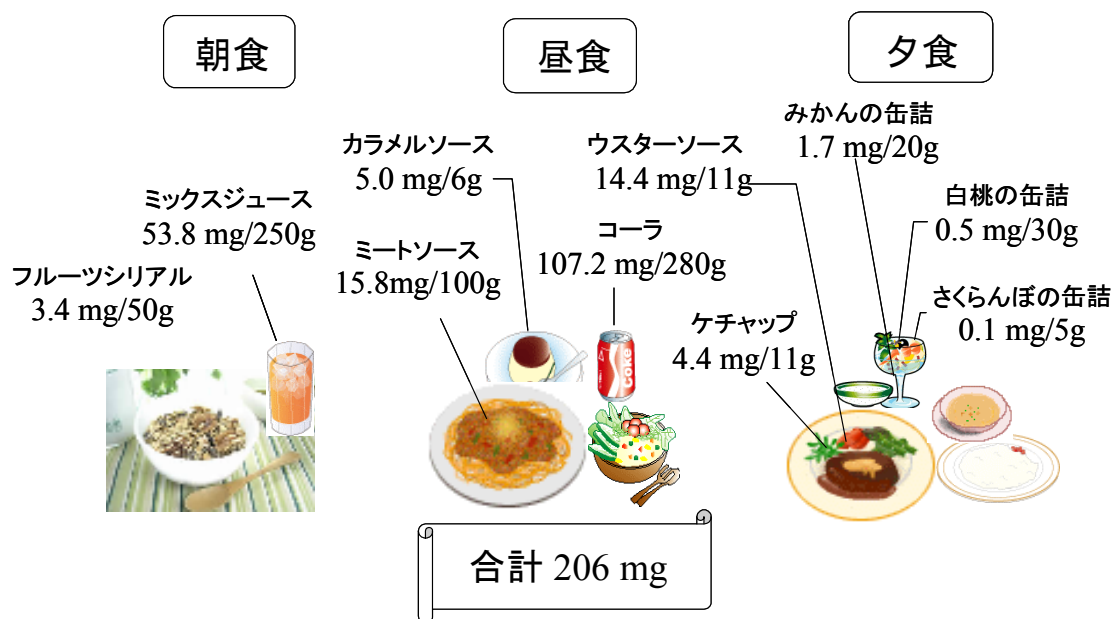 朝食
昼食
夕食
ミックスジュース
53.8 mg/250g
フルーツシリアル
3.4 mg/50g
カラメルソース
5.0 mg/6g
ミートソース
15.8mg/100g
コーラ
107.2 mg/280g
Coke
ウスターソース
14.4 mg/11g
ケチャップ
4.4 mg/11g
みかんの缶詰
1.7 mg/20g
白桃の缶詰
0.5 mg/30g
さくらんぼの缶詰
0.1 mg/5g
合計 206 mg